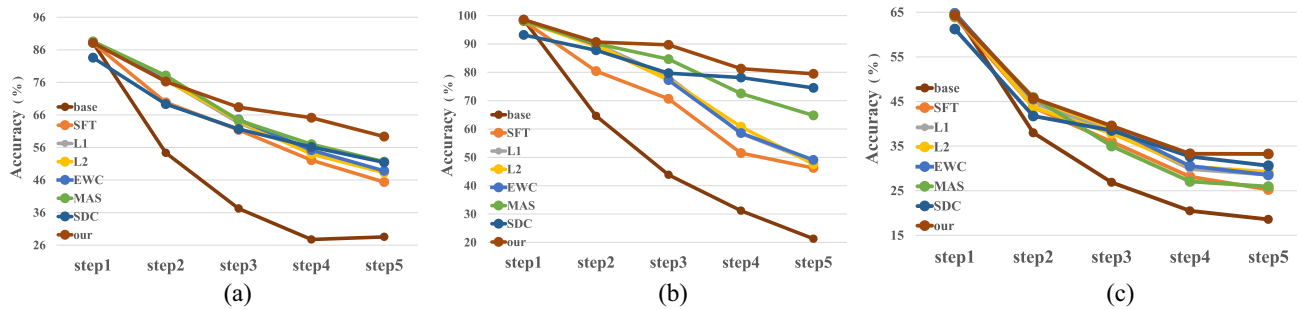 Accuracy (%)
96
86
76
66
56
46
36
26
base
SFT
L1
L2
EWC
MAS
SDC
our
step1 step2 step3 step4 step5
(a)
Accuracy (%)
100
90
80
70
60
50
40
30
20
base
SFT
L1
L2
EWC
MAS
SDC
our
step1 step2 step3 step4 step5
(b)
Accuracy (%)
65
55
45
35
25
15
base
SFT
L1
L2
EWC
MAS
SDC
our
step1 step2 step3 step4 step5
(c)